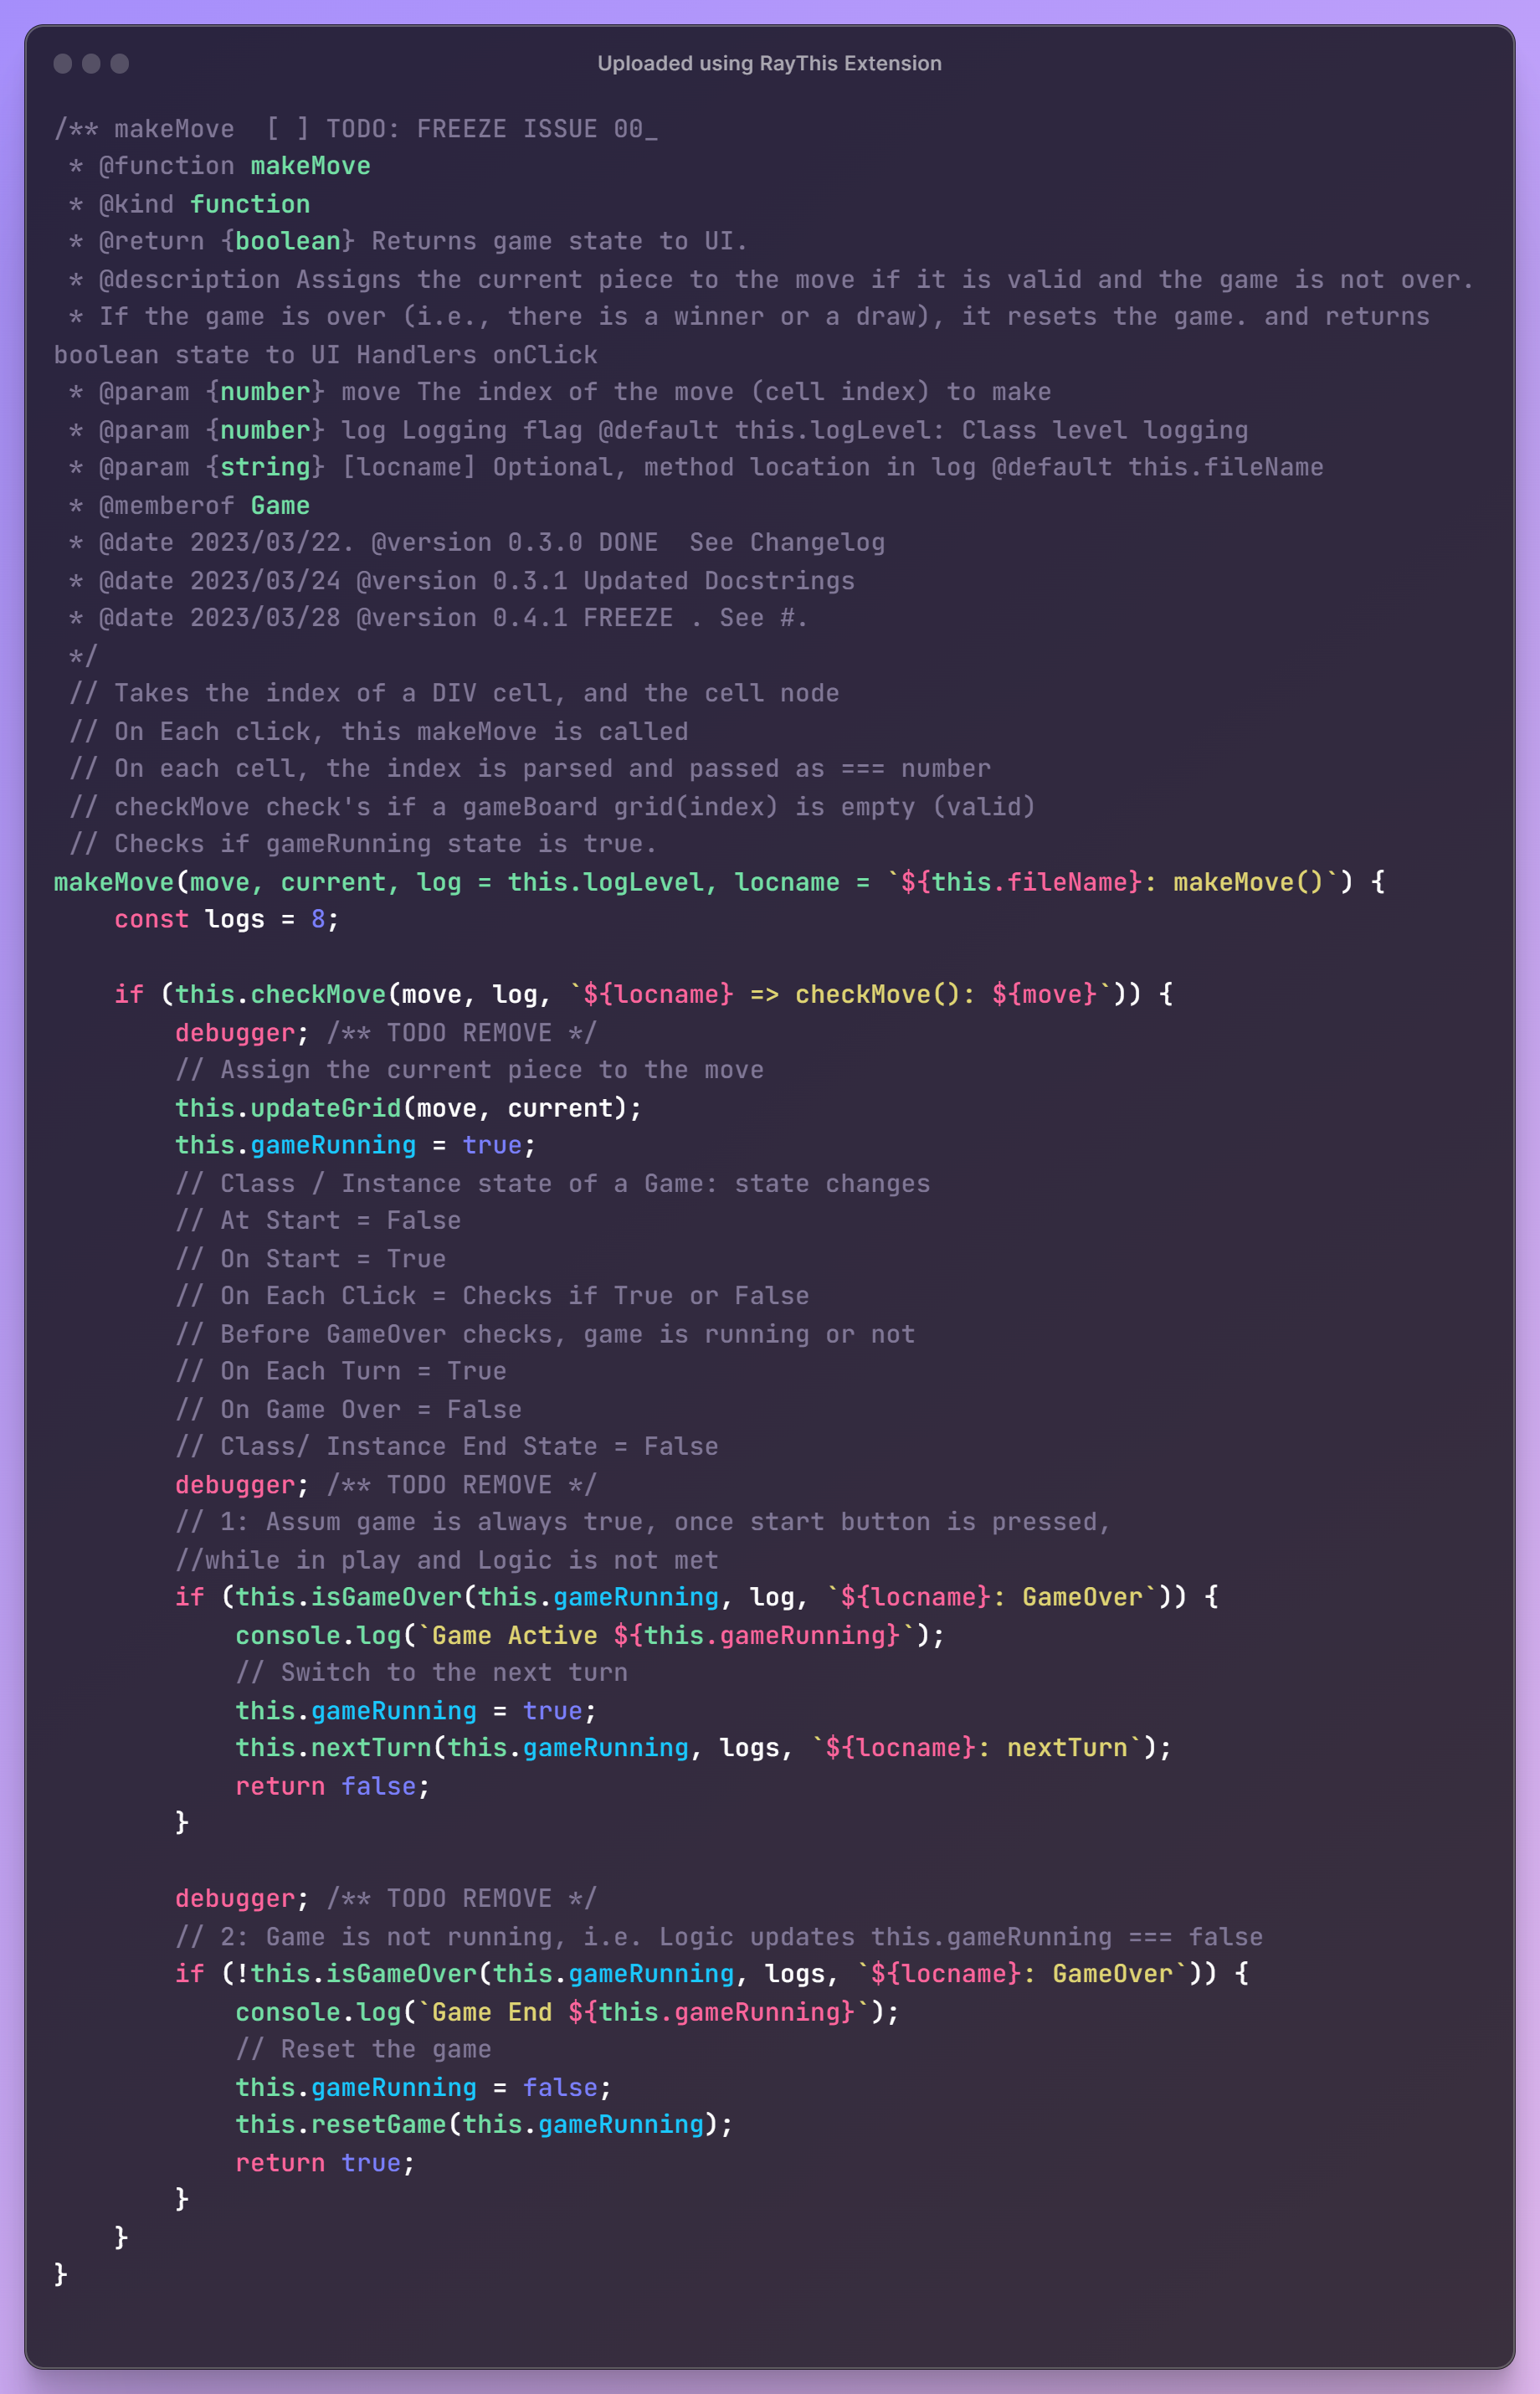 Uploaded using RayThis Extension
/** makeMove  [ ] TODO: FREEZE ISSUE 00_
 * @function makeMove
 * @kind function
 * @return {boolean} Returns game state to UI.
 * @description Assigns the current piece to the move if it is valid and the game is not over.
 * If the game is over (i.e., there is a winner or a draw), it resets the game. and returns
boolean state to UI Handlers onClick
 * @param {number} move The index of the move (cell index) to make
 * @param {number} log Logging flag @default this.logLevel: Class level logging
 * @param {string} [locname] Optional, method location in log @default this.fileName
 * @memberof Game
 * @date 2023/03/22. @version 0.3.0 DONE  See Changelog
 * @date 2023/03/24 @version 0.3.1 Updated Docstrings
 * @date 2023/03/28 @version 0.4.1 FREEZE . See #.
 */
 // Takes the index of a DIV cell, and the cell node
 // On Each click, this makeMove is called
 // On each cell, the index is parsed and passed as === number
 // checkMove check's if a gameBoard grid(index) is empty (valid)
 // Checks if gameRunning state is true.
makeMove(move, current, log = this.logLevel, locname = `${this.fileName}: makeMove()`) {
    const logs = 8;

    if (this.checkMove(move, log, `${locname} => checkMove(): ${move}`)) {
        debugger; /** TODO REMOVE */
        // Assign the current piece to the move
        this.updateGrid(move, current);
        this.gameRunning = true;
        // Class / Instance state of a Game: state changes
        // At Start = False
        // On Start = True
        // On Each Click = Checks if True or False
        // Before GameOver checks, game is running or not
        // On Each Turn = True
        // On Game Over = False
        // Class/ Instance End State = False
        debugger; /** TODO REMOVE */
        // 1: Assum game is always true, once start button is pressed,
        //while in play and Logic is not met
        if (this.isGameOver(this.gameRunning, log, `${locname}: GameOver`)) {
            console.log(`Game Active ${this.gameRunning}`);
            // Switch to the next turn
            this.gameRunning = true;
            this.nextTurn(this.gameRunning, logs, `${locname}: nextTurn`);
            return false;
        }

        debugger; /** TODO REMOVE */
        // 2: Game is not running, i.e. Logic updates this.gameRunning === false
        if (!this.isGameOver(this.gameRunning, logs, `${locname}: GameOver`)) {
            console.log(`Game End ${this.gameRunning}`);
            // Reset the game
            this.gameRunning = false;
            this.resetGame(this.gameRunning);
            return true;
        }
    }
}